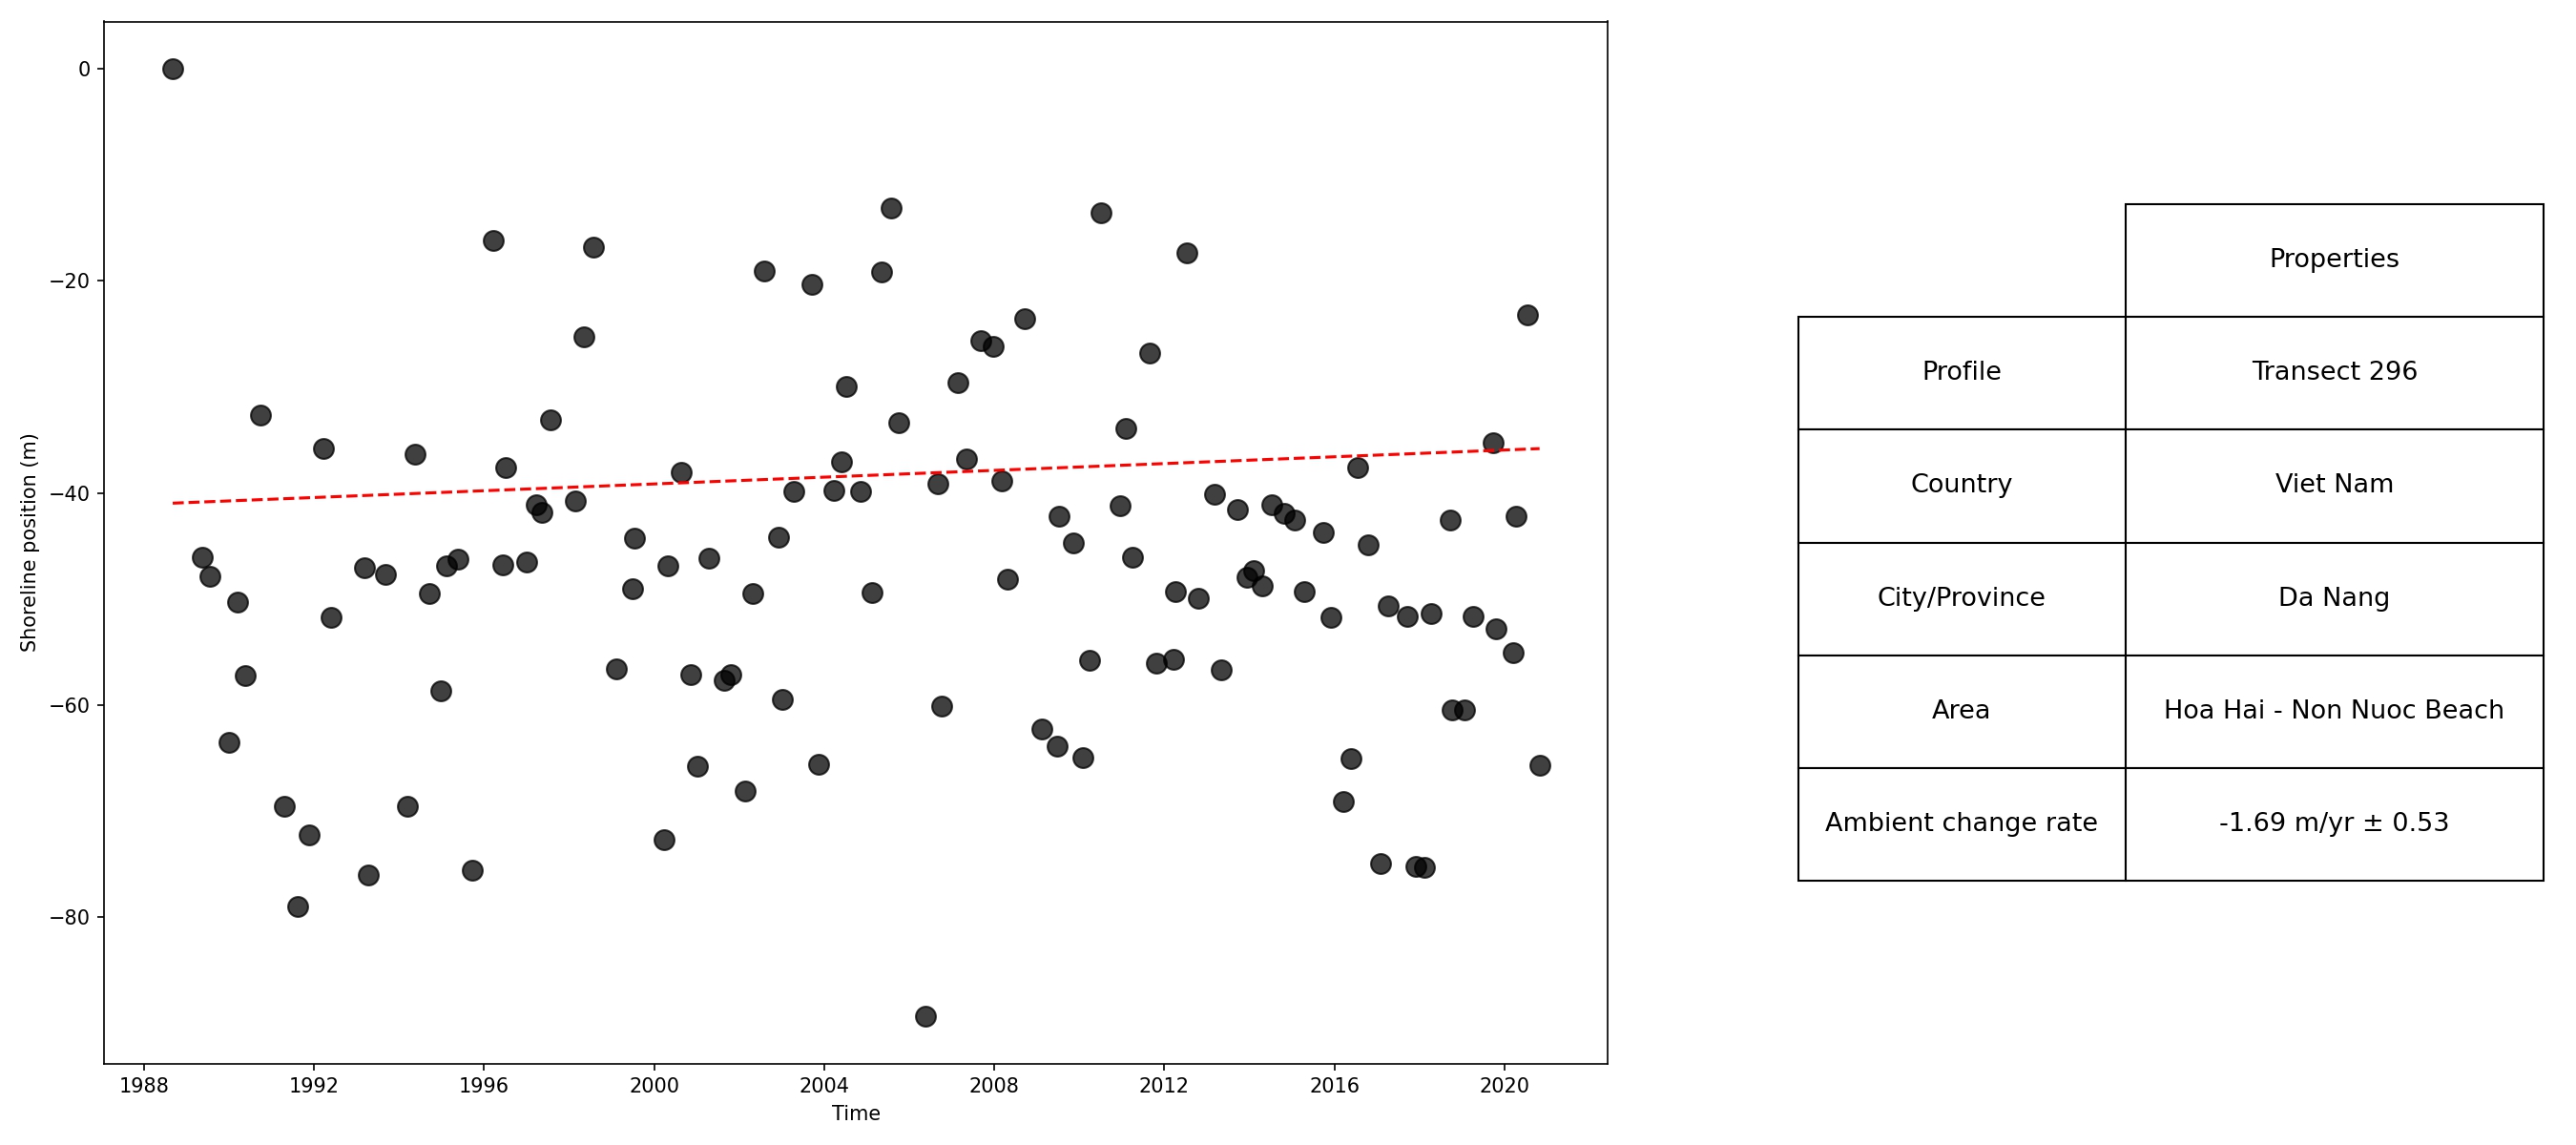 0
−20
−40
−60
−80
Shoreline position (m)
1988 1992 1996 2000 2004 2008 2012 2016 2020
Time
Properties
Profile Transect 296
Country Viet Nam
City/Province Da Nang
Area Hoa Hai - Non Nuoc Beach
Ambient change rate -1.69 m/yr ± 0.53